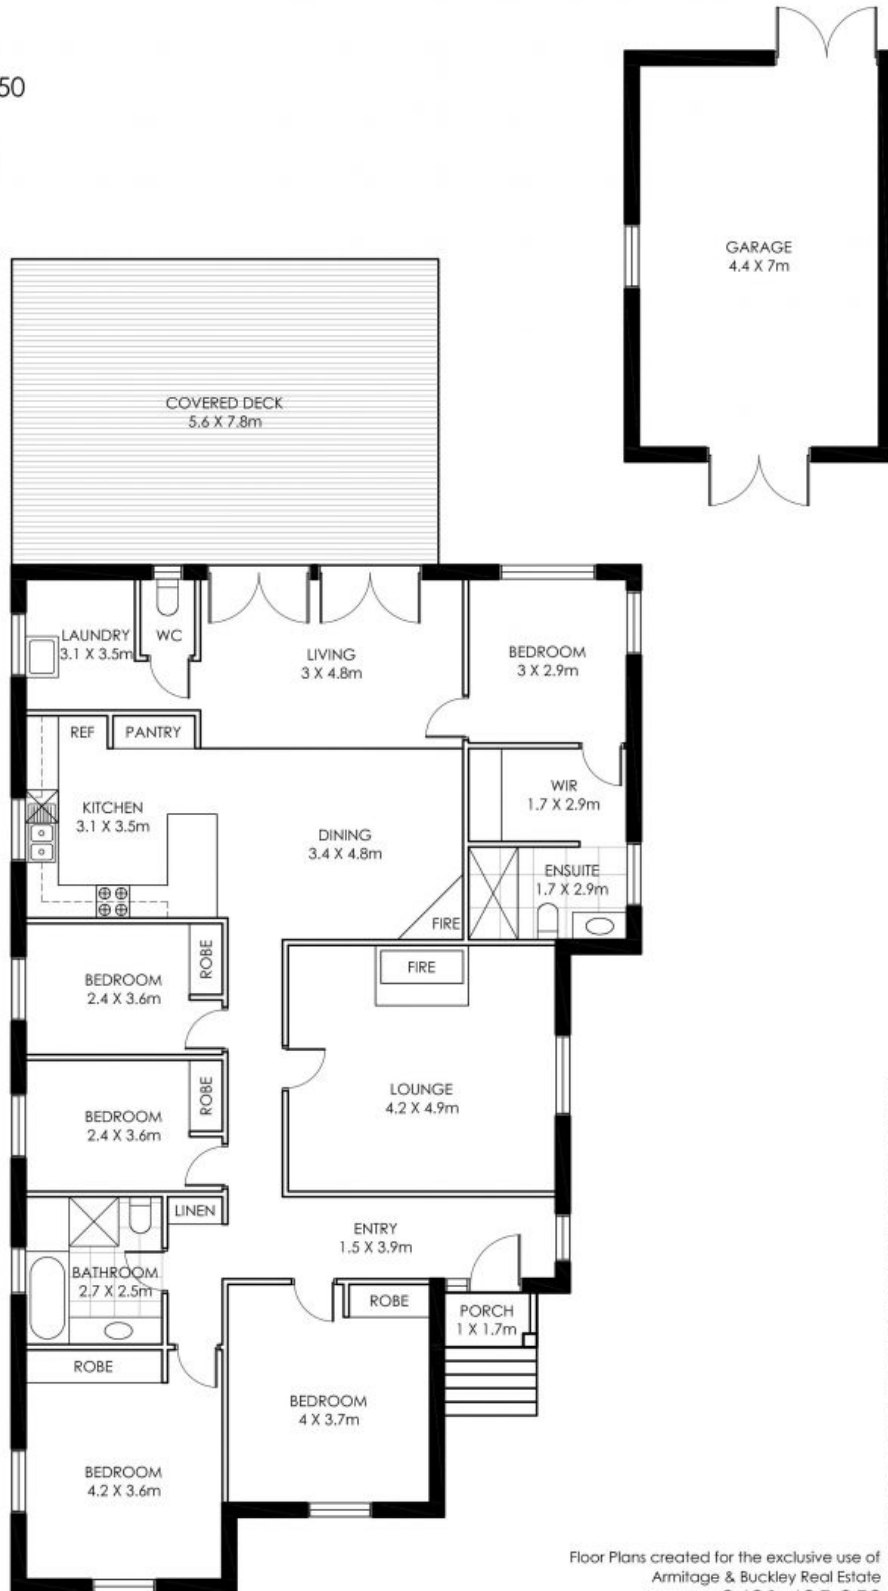 50
GARAGE
4.4 X 7m
COVERED DECK
5.6 X 7.8m
LAUNDRY
3.1 X 3.5m
WC
LIVING
3 X 4.8m
BEDROOM
3 X 2.9m
REF
PANTRY
WIR
1.7 X 2.9m
KITCHEN
3.1 X 3.5m
DINING
3.4 X 4.8m
ENSUITE
1.7 X 2.9m
FIRE
BEDROOM
2.4 X 3.6m
ROBE
FIRE
LOUNGE
4.2 X 4.9m
BEDROOM
2.4 X 3.6m
ROBE
LINEN
ENTRY
1.5 X 3.9m
BATHROOM
2.7 X 2.5m
ROBE
PORCH
1 X 1.7m
ROBE
BEDROOM
4 X 3.7m
BEDROOM
4.2 X 3.6m
Floor Plans created for the exclusive use of
Armitage & Buckley Real Estate